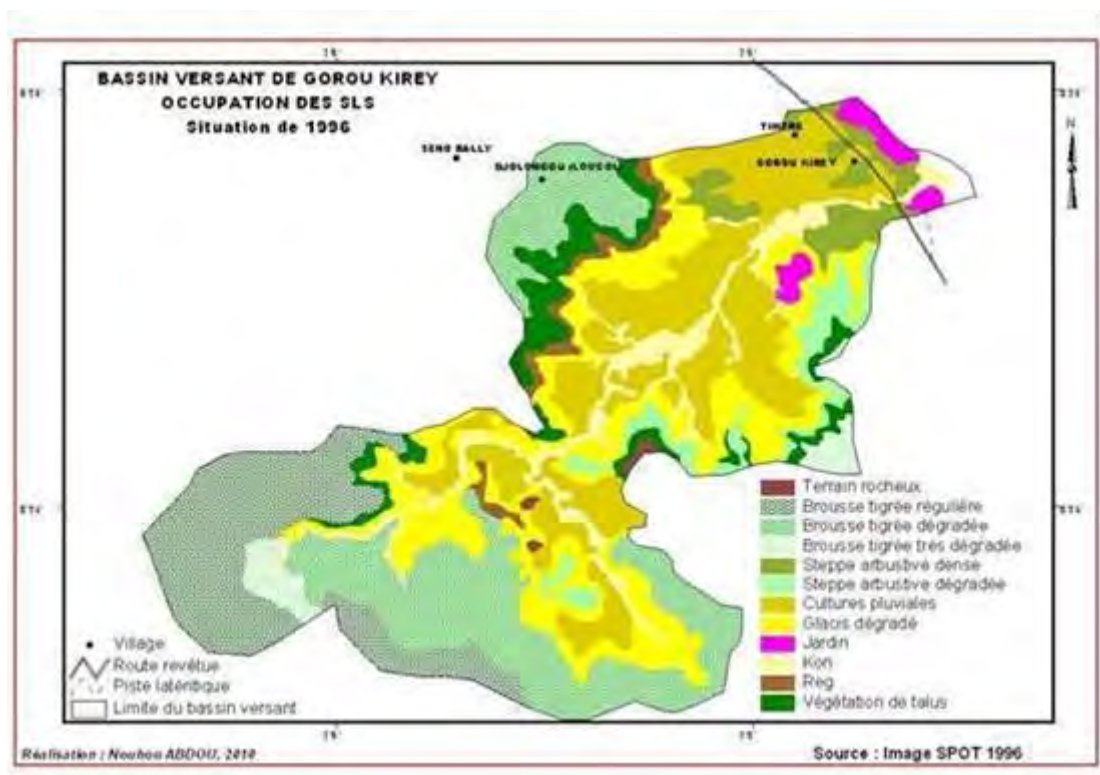 BASSIN VERSANT DE GOROU KIREY
OCCUPATION DES SLS
Situation de 1996
N
SENO BALLY
GOROU KIREY
Terrain rocheux
Brousse tigrée régulière
Brousse tigrée dégradée
Brousse tigrée très dégradée
Steppe arbustive dense
Steppe arbustive dégradée
Cultures pluviales
Glacis dégradé
Jardin
Kori
Reg
Végétation de talus
Village
Route revêtue
Piste latéritique
Limite du bassin versant
Réalisation : Nouhou ABDOU, 2010
Source : Image SPOT 1996